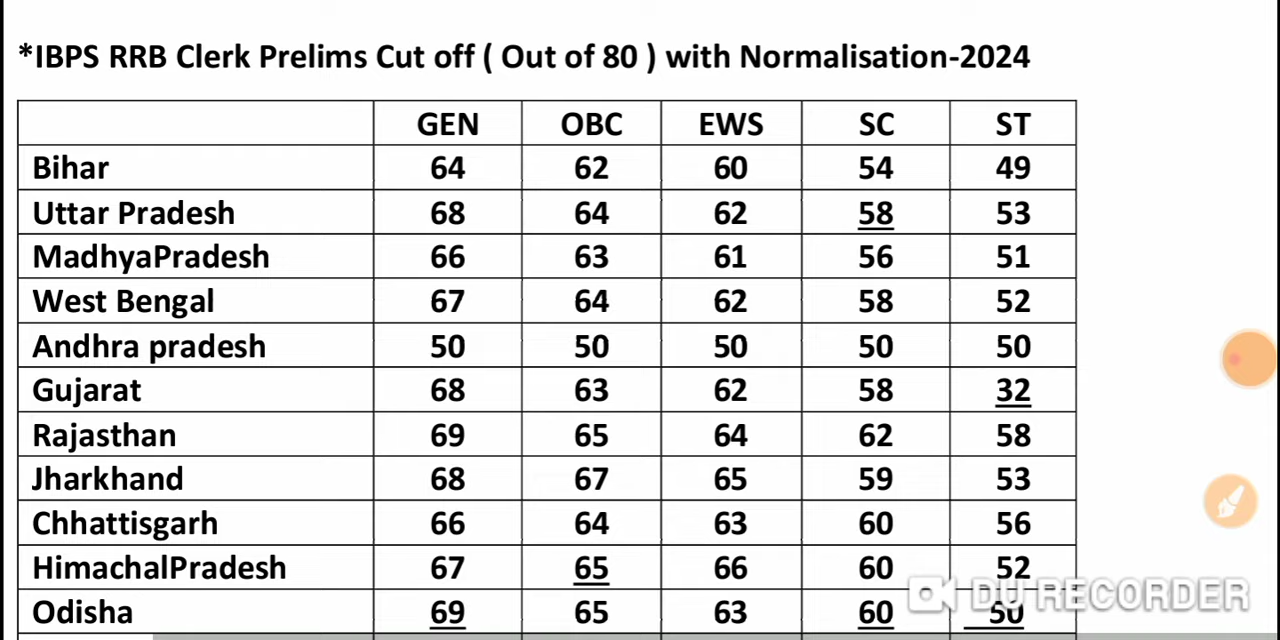 *IBPS RRB Clerk Prelims Cut off ( Out of 80 ) with Normalisation-2024
GEN OBC EWS SC ST
Bihar 64 62 60 54 49
Uttar Pradesh 68 64 62 58 53
MadhyaPradesh 66 63 61 56 51
West Bengal 67 64 62 58 52
Andhra pradesh 50 50 50 50 50
Gujarat 68 63 62 58 32
Rajasthan 69 65 64 62 58
Jharkhand 68 67 65 59 53
Chhattisgarh 66 64 63 60 56
HimachalPradesh 67 65 66 60 52
Odisha 69 65 63 60 50
DU RECORDER